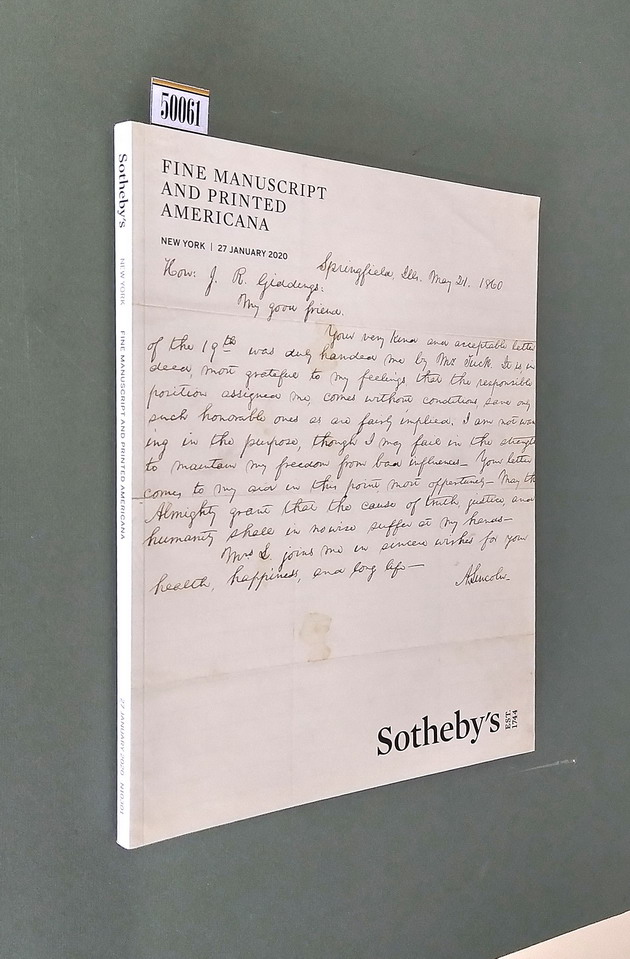 50061
FINE MANUSCRIPT
AND PRINTED
AMERICANA
NEW YORK | 27 JANUARY 2020
Springfield, Ills. May 21. 1860
Hon: J. R. Giddings:
My good friend.
Your very kind and acceptable letter
of the 19th was duly handed me by Mr. Tuck. It is in
deed, most grateful to my feelings, that the responsible
position assigned me, comes without conditions, save only
such honorable ones as are fairly implied. I am not wan
ing in the purpose, though I may fail in the strength
to maintain my freedom from bad influences— Your letter
comes to my aid in this point, most opportunely— May the
Almighty grant that the cause of truth, justice, and
humanity, shall in no wise suffer at my hands—
Mrs L. joins me in sincere wishes for your
health, happiness, and long life—
A. Lincoln—
Sotheby's EST. 1744
Sotheby's NEW YORK FINE MANUSCRIPT AND PRINTED AMERICANA 27 JANUARY 2020